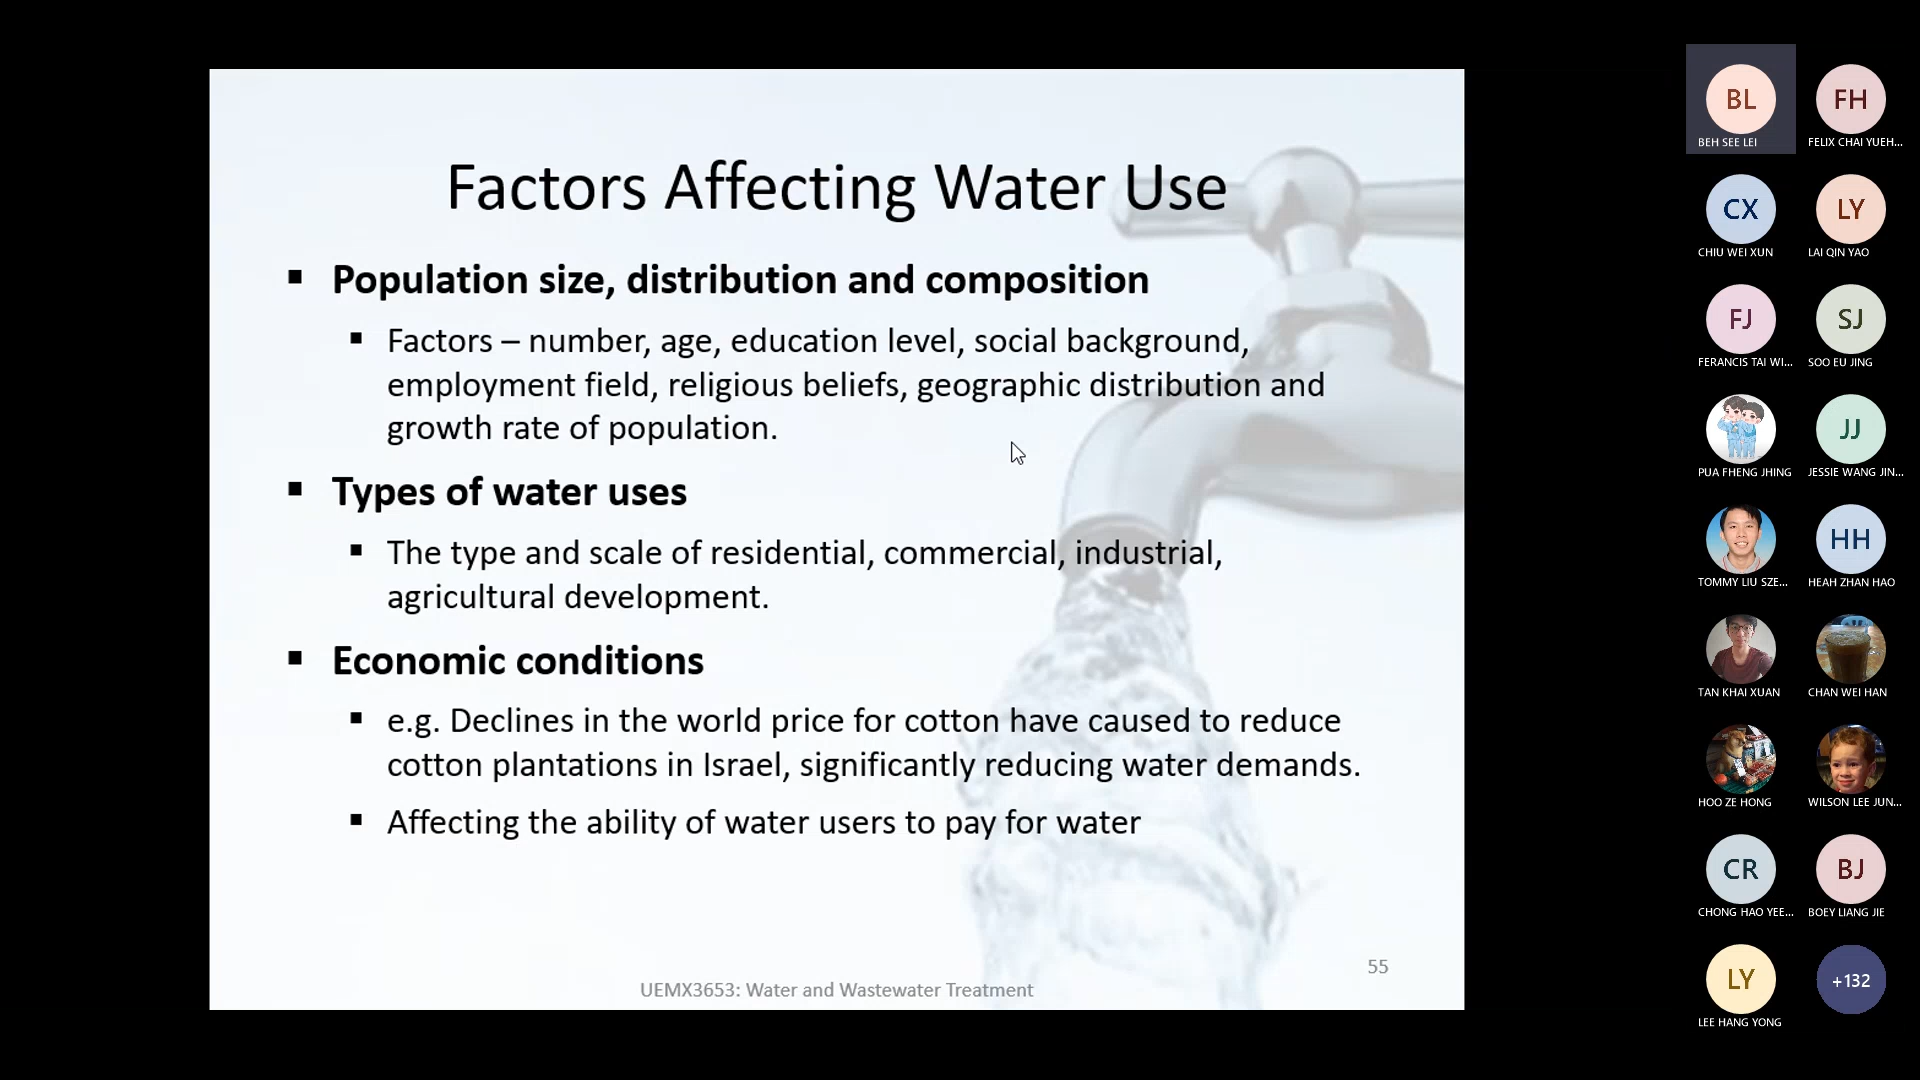 Factors Affecting Water Use
▪ Population size, distribution and composition
▪ Factors – number, age, education level, social background,
employment field, religious beliefs, geographic distribution and
growth rate of population.
▪ Types of water uses
▪ The type and scale of residential, commercial, industrial,
agricultural development.
▪ Economic conditions
▪ e.g. Declines in the world price for cotton have caused to reduce
cotton plantations in Israel, significantly reducing water demands.
▪ Affecting the ability of water users to pay for water
55
UEMX3653: Water and Wastewater Treatment
BL
BEH SEE LEI
FH
FELIX CHAI YUEH...
CX
CHIU WEI XUN
LY
LAI QIN YAO
FJ
FERANCIS TAI WI...
SJ
SOO EU JING
PUA FHENG JHING
JJ
JESSIE WANG JIN...
TOMMY LIU SZE...
HH
HEAH ZHAN HAO
TAN KHAI XUAN
CHAN WEI HAN
HOO ZE HONG
WILSON LEE JUN...
CR
CHONG HAO YEE...
BJ
BOEY LIANG JIE
LY
LEE HANG YONG
+132